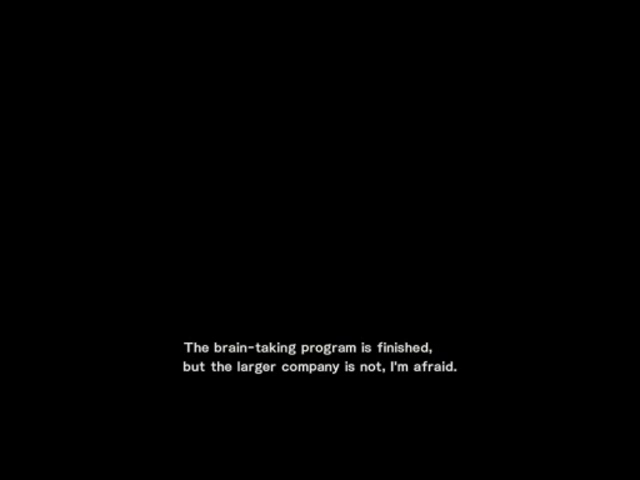 The brain-taking program is finished,
but the larger company is not, I'm afraid.